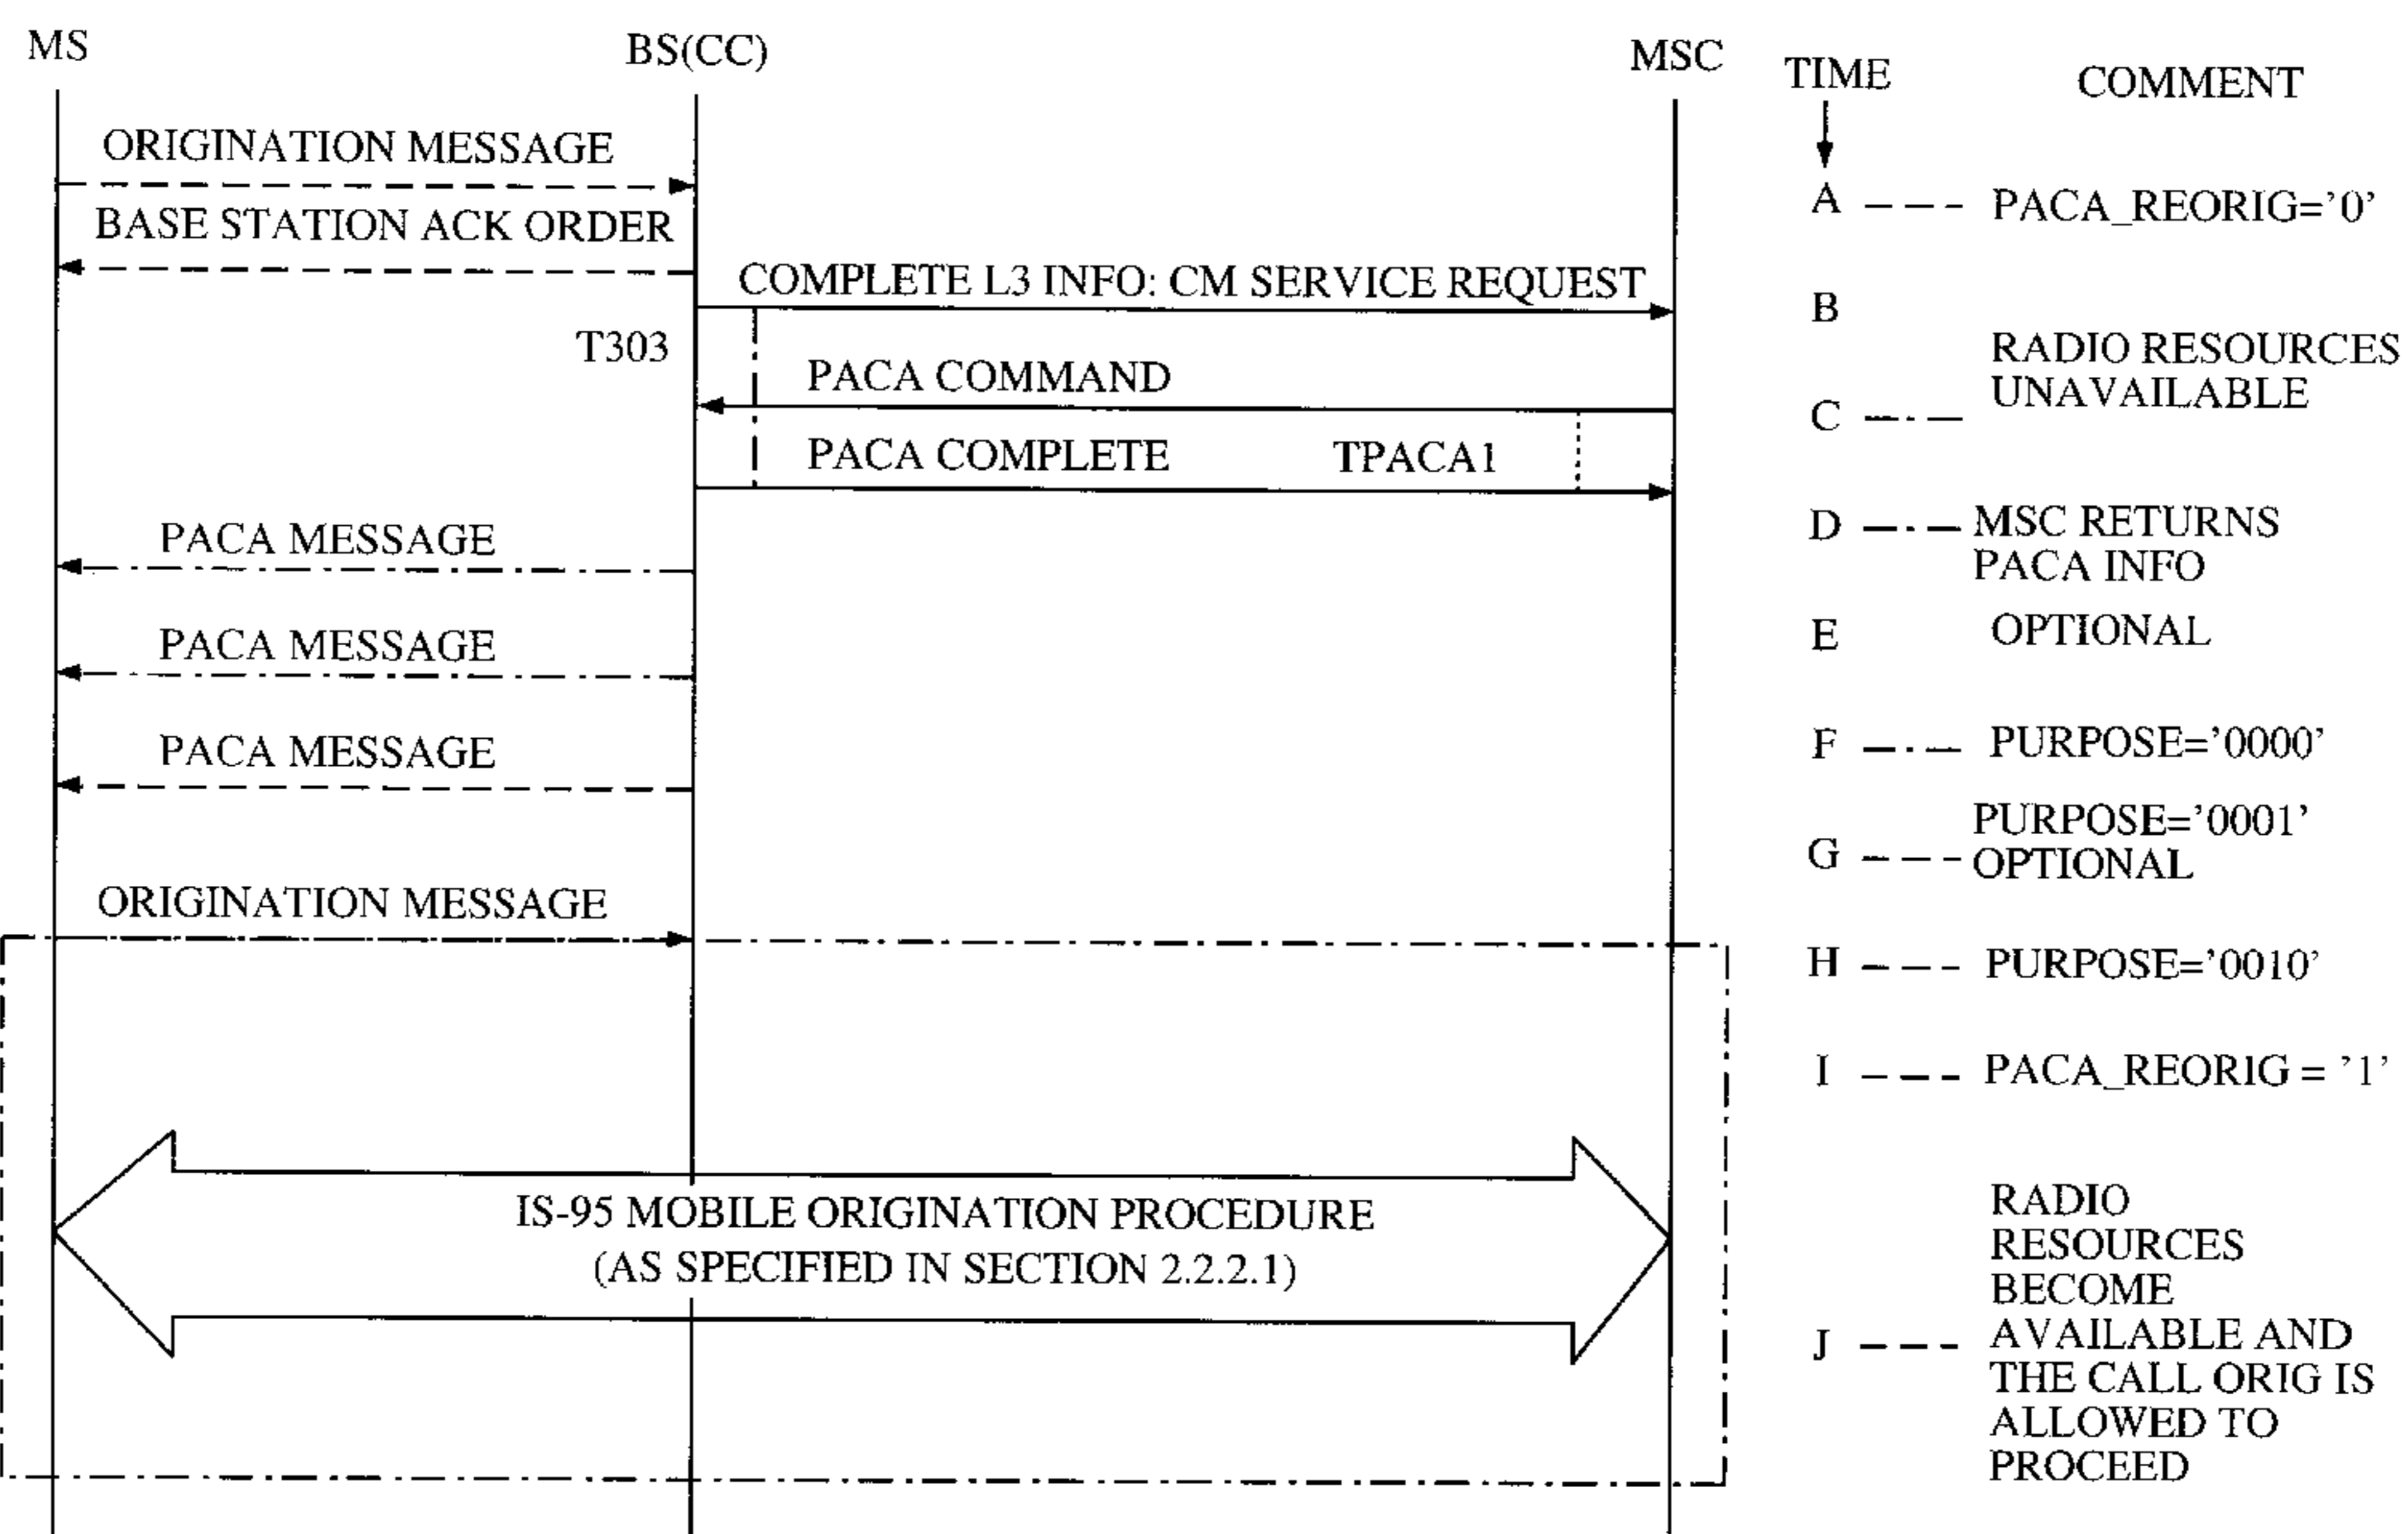 MS
BS(CC)
MSC
TIME
COMMENT
ORIGINATION MESSAGE
A
PACA_REORIG='0'
BASE STATION ACK ORDER
COMPLETE L3 INFO: CM SERVICE REQUEST
B
T303
RADIO RESOURCES
UNAVAILABLE
PACA COMMAND
C
PACA COMPLETE
TPACA1
D
MSC RETURNS
PACA INFO
PACA MESSAGE
E
OPTIONAL
PACA MESSAGE
F
PURPOSE='0000'
PACA MESSAGE
PURPOSE='0001'
G
OPTIONAL
ORIGINATION MESSAGE
H
PURPOSE='0010'
I
PACA_REORIG = '1'
IS-95 MOBILE ORIGINATION PROCEDURE
(AS SPECIFIED IN SECTION 2.2.2.1)
J
RADIO
RESOURCES
BECOME
AVAILABLE AND
THE CALL ORIG IS
ALLOWED TO
PROCEED